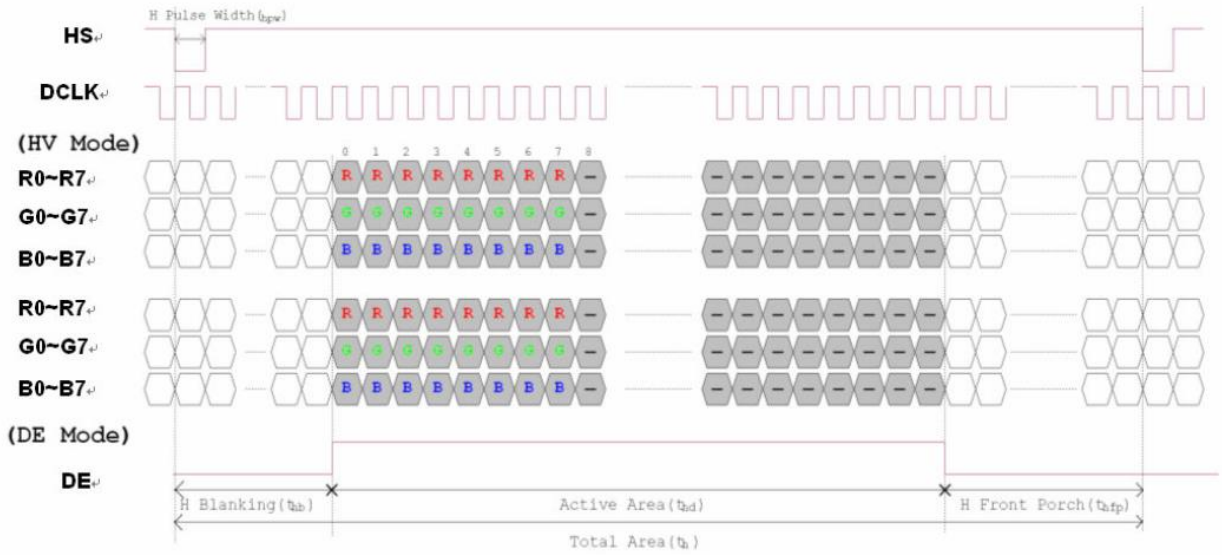 H Pulse Width(thpw)
HS↵
DCLK↵
(HV Mode)
0 1 2 3 4 5 6 7 8
R0~R7↵ R R R R R R R R — — — — — — — — —
G0~G7↵ G G G G G G G G — — — — — — — — —
B0~B7↵ B B B B B B B B — — — — — — — — —
R0~R7↵ R R R R R R R R — — — — — — — — —
G0~G7↵ G G G G G G G G — — — — — — — — —
B0~B7↵ B B B B B B B B — — — — — — — — —
(DE Mode)
DE↵
H Blanking(thb) Active Area(thd) H Front Porch(thfp)
Total Area(th)